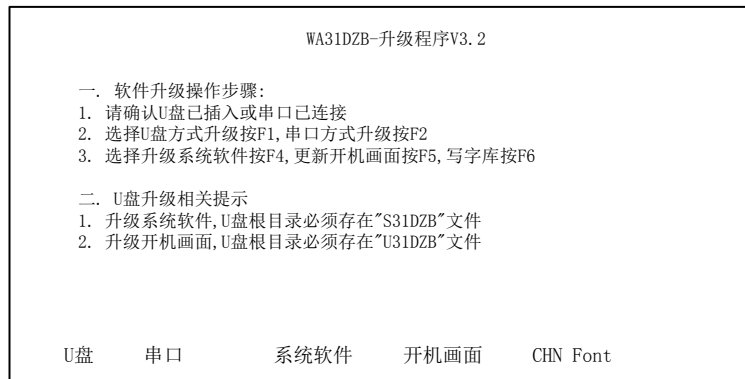 WA31DZB-升级程序V3.2
一. 软件升级操作步骤:
1. 请确认U盘已插入或串口已连接
2. 选择U盘方式升级按F1,串口方式升级按F2
3. 选择升级系统软件按F4,更新开机画面按F5,写字库按F6
二. U盘升级相关提示
1. 升级系统软件,U盘根目录必须存在"S31DZB"文件
2. 升级开机画面,U盘根目录必须存在"U31DZB"文件
U盘 串口 系统软件 开机画面 CHN Font